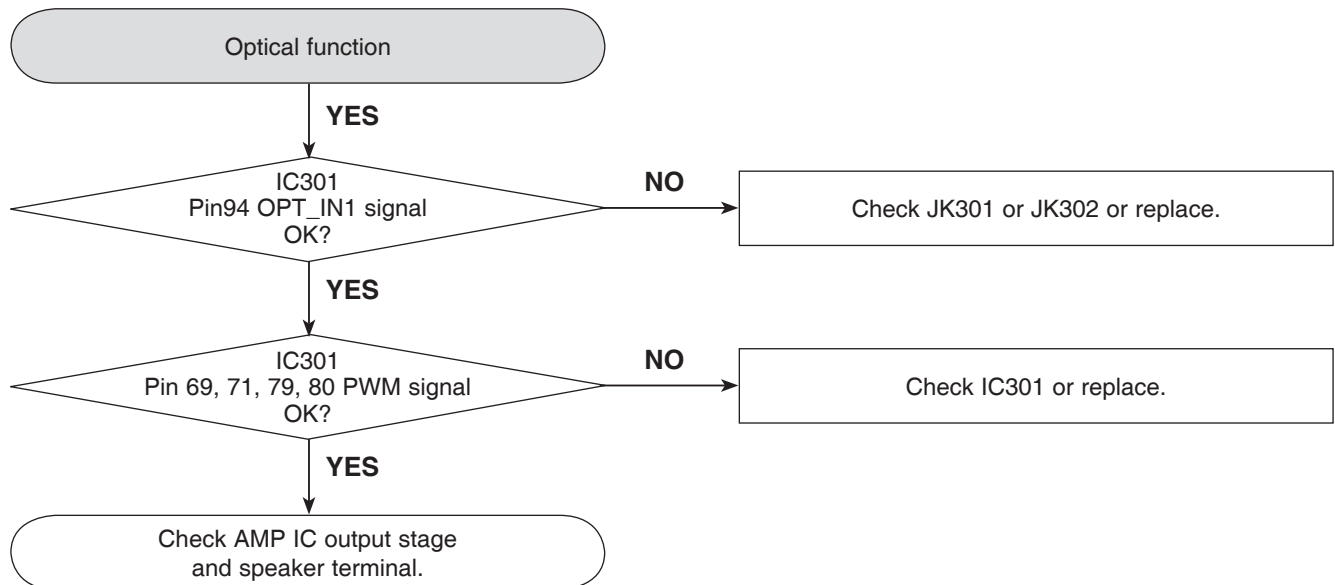 Optical function
YES
IC301
Pin94 OPT_IN1 signal
OK?
NO
Check JK301 or JK302 or replace.
YES
IC301
Pin 69, 71, 79, 80 PWM signal
OK?
NO
Check IC301 or replace.
YES
Check AMP IC output stage
and speaker terminal.